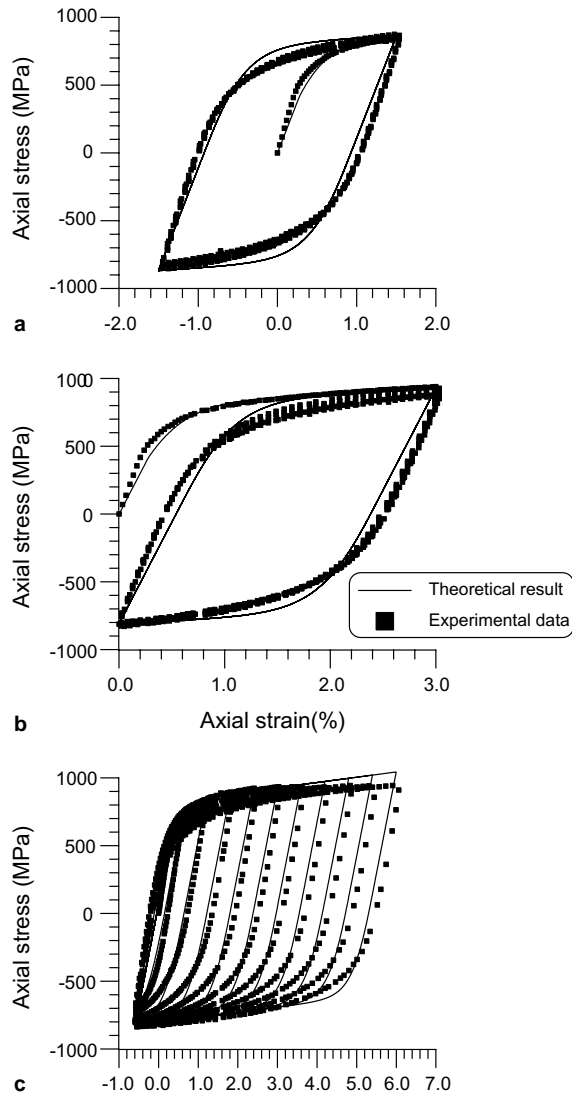 1000
500
0
-500
-1000
-2.0 -1.0 0.0 1.0 2.0
Axial stress (MPa)
a
1000
500
0
-500
-1000
0.0 1.0 2.0 3.0
Axial stress (MPa)
Theoretical result
Experimental data
b
Axial strain(%)
1000
500
0
-500
-1000
-1.0 0.0 1.0 2.0 3.0 4.0 5.0 6.0 7.0
Axial stress (MPa)
c